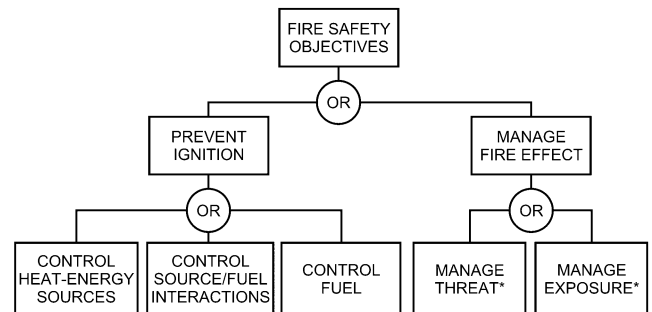 FIRE SAFETY
OBJECTIVES
OR
PREVENT
IGNITION
MANAGE
FIRE EFFECT
OR
OR
CONTROL
HEAT-ENERGY
SOURCES
CONTROL
SOURCE/FUEL
INTERACTIONS
CONTROL
FUEL
MANAGE
THREAT*
MANAGE
EXPOSURE*